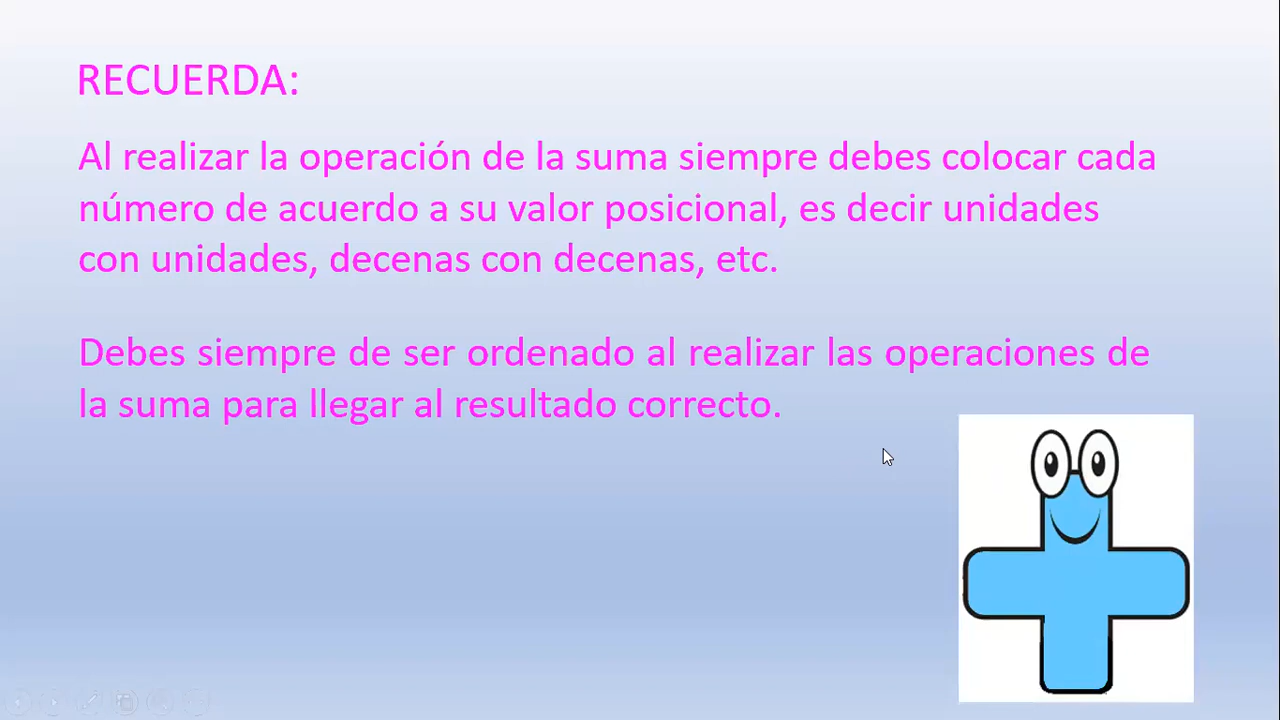 RECUERDA:
Al realizar la operación de la suma siempre debes colocar cada
número de acuerdo a su valor posicional, es decir unidades
con unidades, decenas con decenas, etc.
Debes siempre de ser ordenado al realizar las operaciones de
la suma para llegar al resultado correcto.